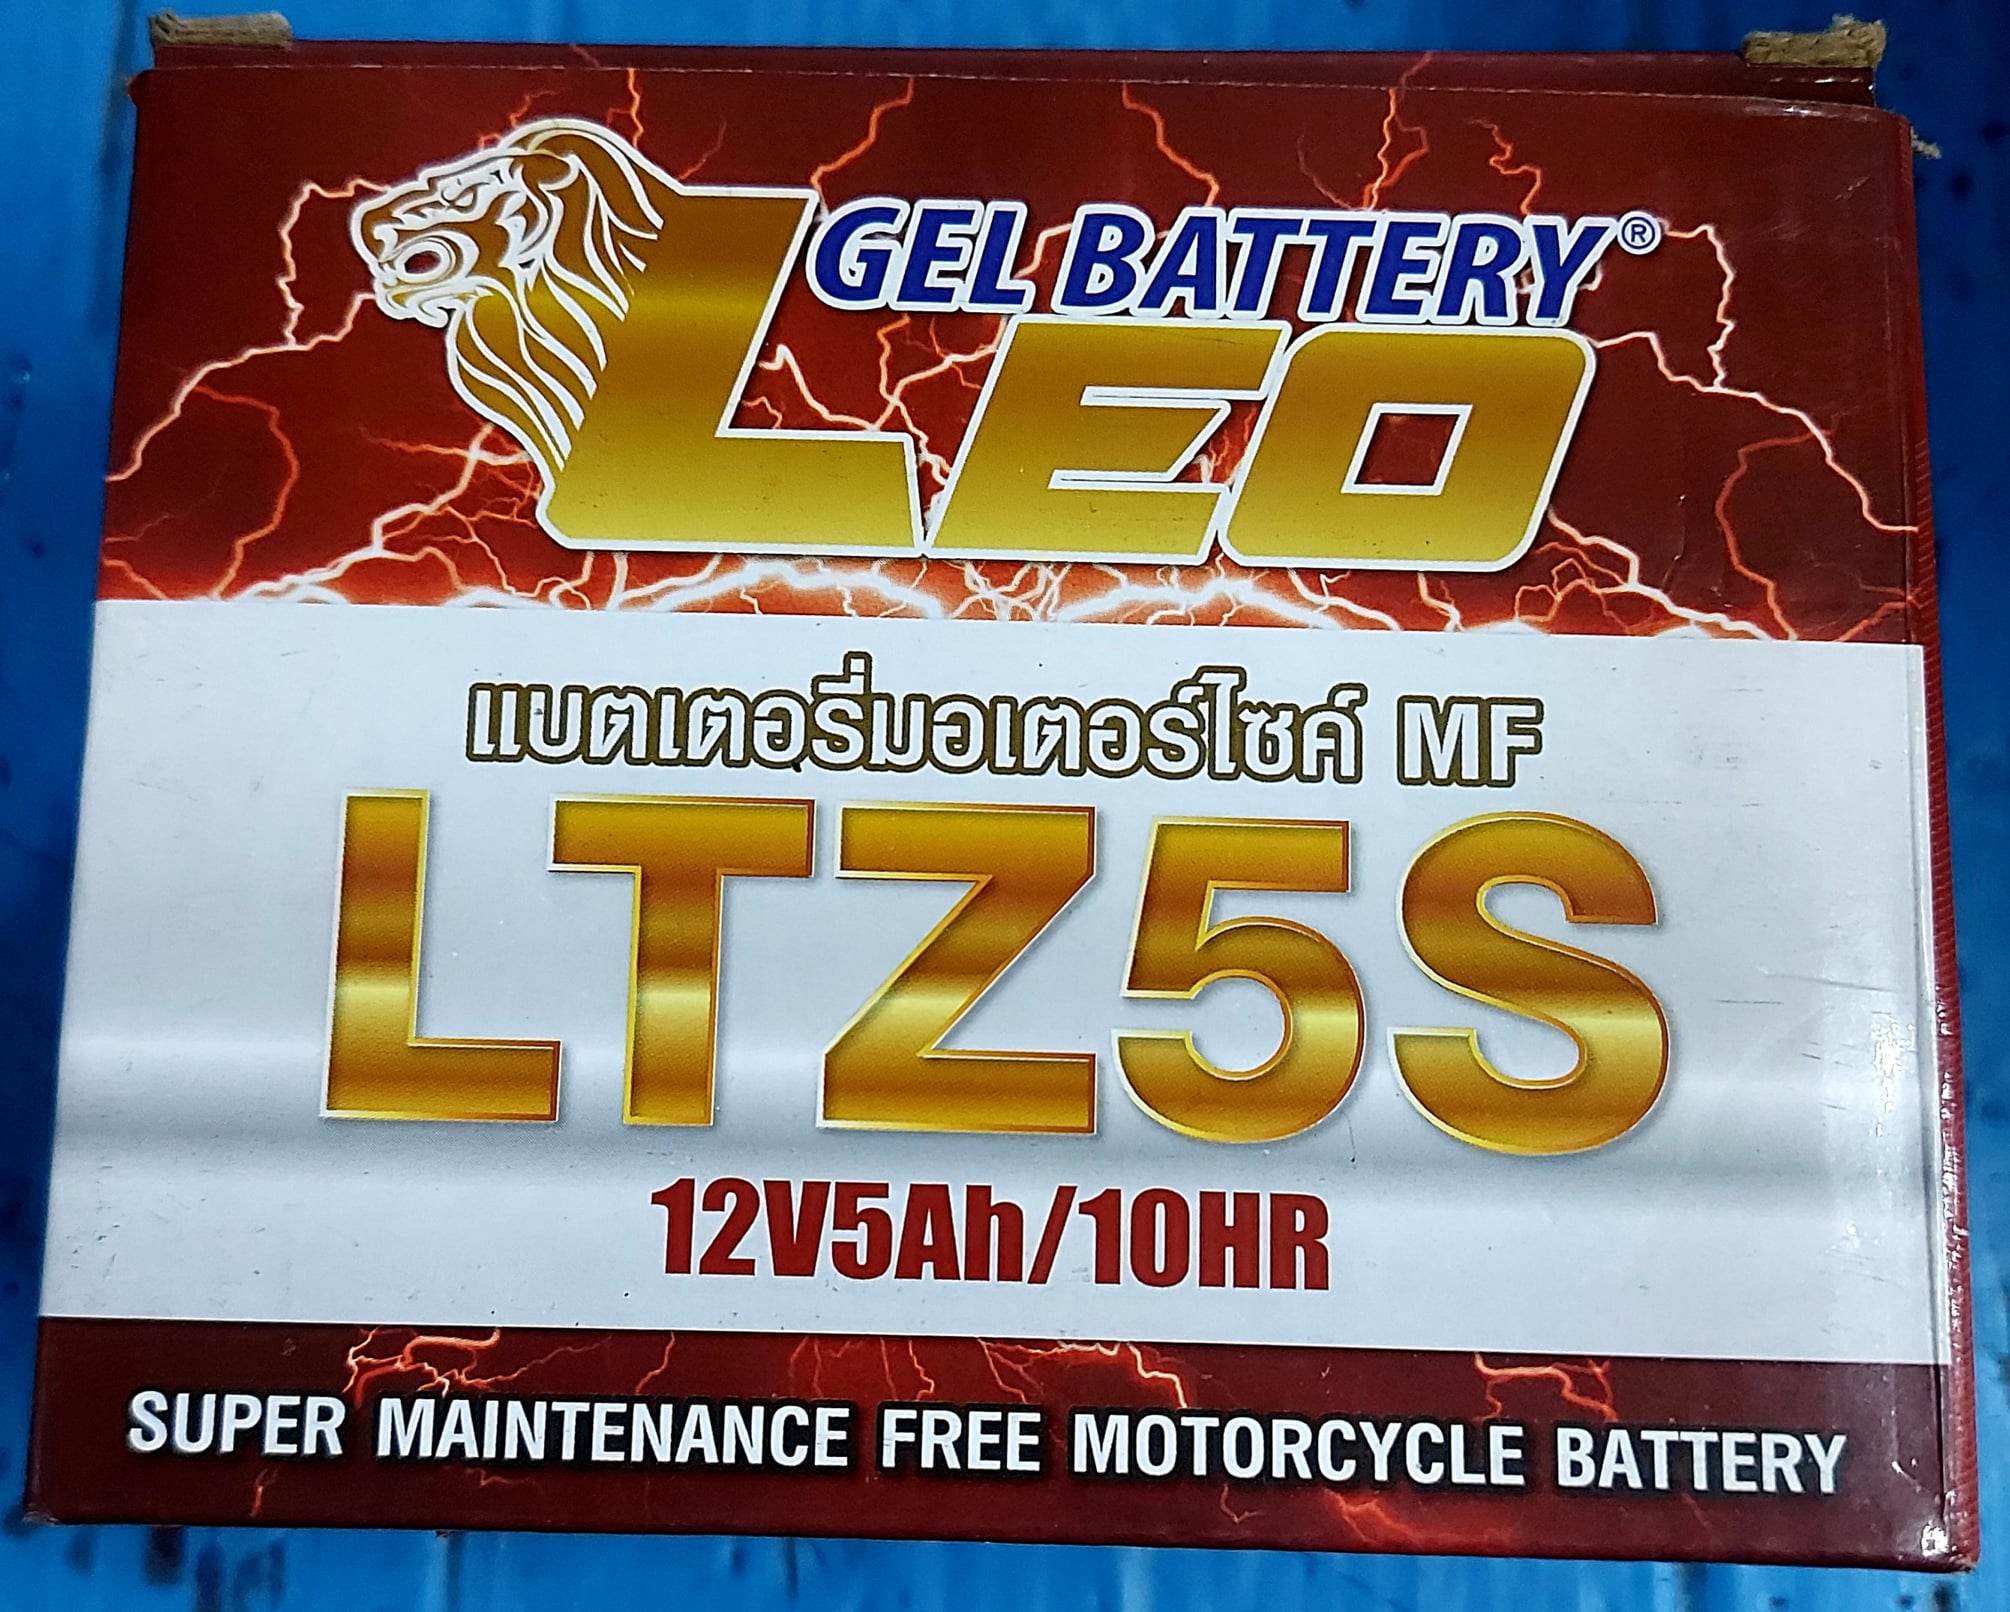 GEL BATTERY®
LEO
แบตเตอรี่มอเตอร์ไซค์ MF
LTZ5S
12V5Ah/10HR
SUPER MAINTENANCE FREE MOTORCYCLE BATTERY